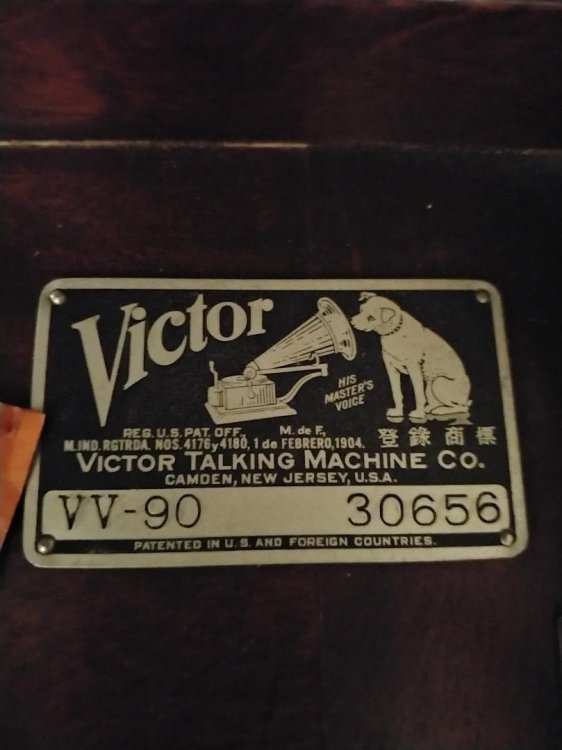 Victor
HIS
MASTER'S
VOICE
REG. U.S. PAT. OFF. M. de F.
M. IND. RGTRDA. NOS. 4176 y 4180, 1 de FEBRERO, 1904. 登錄商標
VICTOR TALKING MACHINE CO.
CAMDEN, NEW JERSEY, U.S.A.
VV-90 30656
PATENTED IN U.S. AND FOREIGN COUNTRIES.